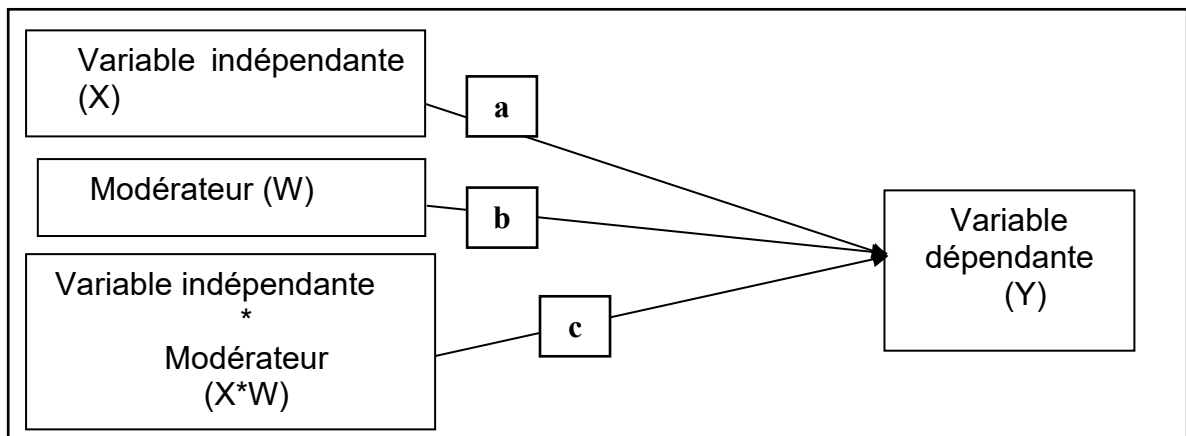 Variable indépendante
(X)
a
Modérateur (W)
b
Variable indépendante
*
Modérateur
(X*W)
c
Variable
dépendante
(Y)